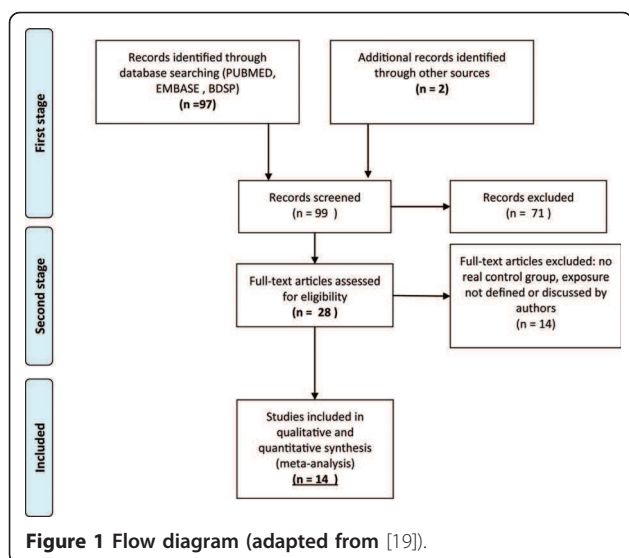 First stage
Records identified through
database searching (PUBMED,
EMBASE , BDSP)
(n =97)
Additional records identified
through other sources
(n = 2)
Records screened
(n = 99 )
Records excluded
(n = 71 )
Second stage
Full-text articles assessed
for eligibility
(n = 28 )
Full-text articles excluded: no
real control group, exposure
not defined or discussed by
authors
(n = 14)
Included
Studies included in
qualitative and
quantitative synthesis
(meta-analysis)
(n = 14 )
Figure 1 Flow diagram (adapted from [19]).